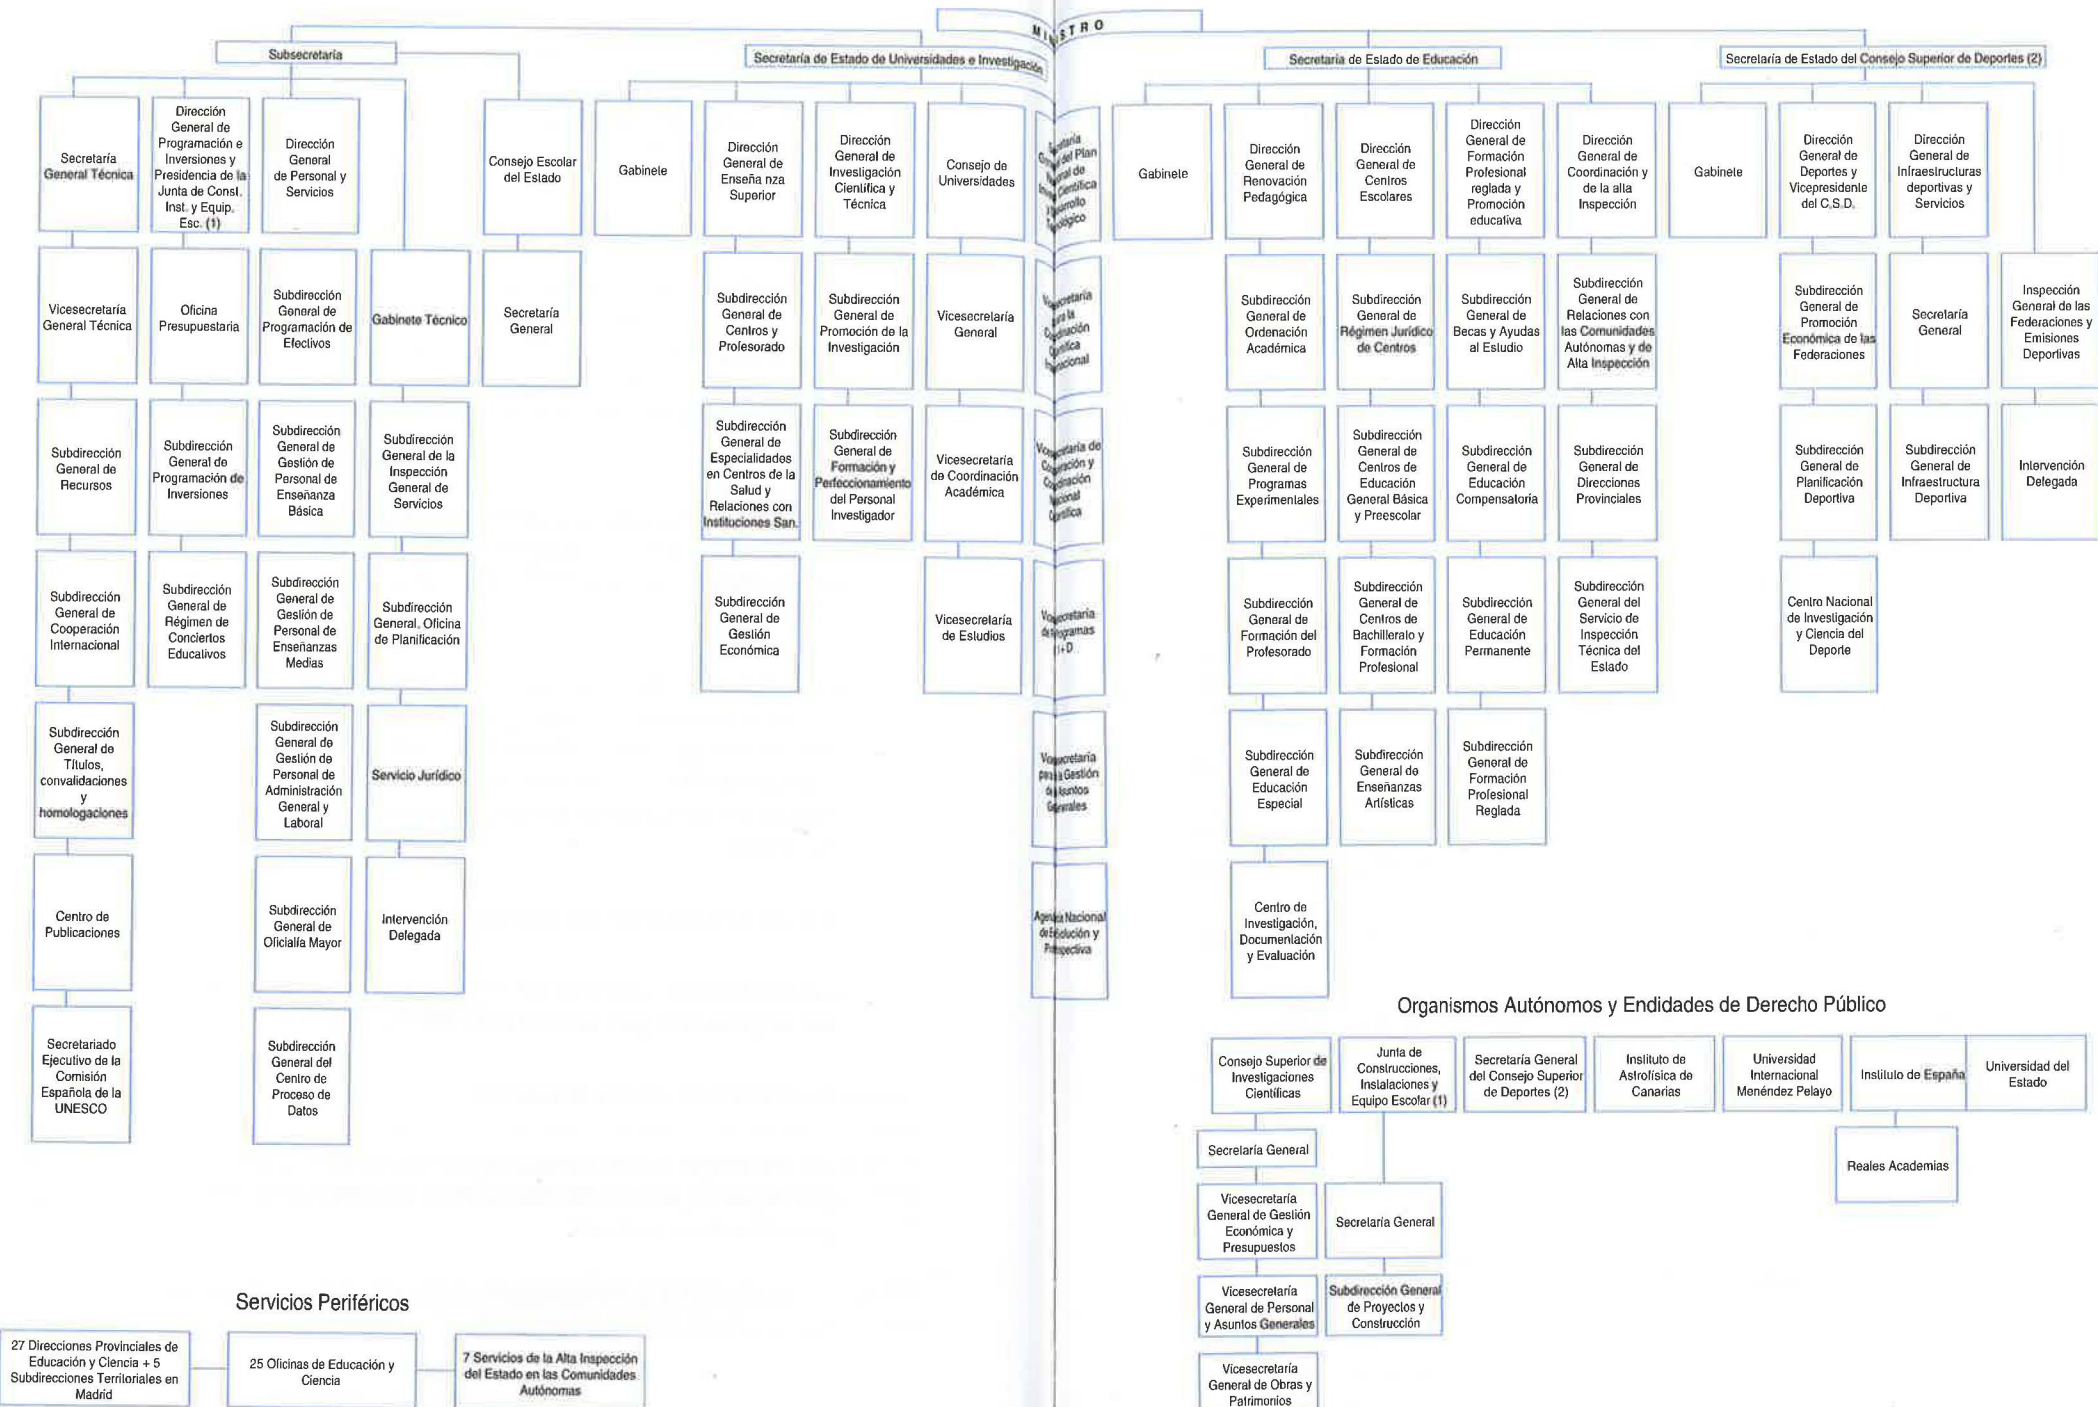 MINISTRO
Subsecretaría
Secretaría de Estado de Universidades e Investigación
Secretaría de Estado de Educación
Secretaría de Estado del Consejo Superior de Deportes (2)
Secretaría
General Técnica
Dirección
General de
Programación e
Inversiones y
Presidencia de la
Junta de Const.
Inst. y Equip.
Esc. (1)
Dirección
General
de Personal y
Servicios
Consejo Escolar
del Estado
Gabinete
Dirección
General de
Enseña nza
Superior
Dirección
General de
Investigación
Científica y
Técnica
Consejo de
Universidades
del Plan
Científica
Gabinete
Dirección
General de
Renovación
Pedagógica
Dirección
General de
Centros
Escolares
Dirección
General de
Formación
Profesional
reglada y
Promoción
educativa
Dirección
General de
Coordinación y
de la alta
Inspección
Gabinete
Dirección
General de
Deportes y
Vicepresidente
del C.S.D.
Dirección
General de
Infraestructuras
deportivas y
Servicios
Vicesecretaría
General Técnica
Oficina
Presupuestaria
Subdirección
General de
Programación de
Efectivos
Gabinete Técnico
Secretaría
General
Subdirección
General de
Centros y
Profesorado
Subdirección
General de
Promoción de la
Investigación
Vicesecretaría
General
Subdirección
General de
Ordenación
Académica
Subdirección
General de
Régimen Jurídico
de Centros
Subdirección
General de
Becas y Ayudas
al Estudio
Subdirección
General de
Relaciones con
las Comunidades
Autónomas y de
Alta Inspección
Subdirección
General de
Promoción
Económica de las
Federaciones
Secretaría
General
Inspección
General de las
Federaciones y
Emisiones
Deportivas
Subdirección
General de
Recursos
Subdirección
General de
Programación de
Inversiones
Subdirección
General de
Gestión de
Personal de
Enseñanza
Básica
Subdirección
General de la
Inspección
General de
Servicios
Subdirección
General de
Especialidades
en Centros de la
Salud y
Relaciones con
Instituciones San.
Subdirección
General de
Formación y
Perfeccionamiento
del Personal
Investigador
Vicesecretaría
de Coordinación
Académica
Subdirección
General de
Programas
Experimentales
Subdirección
General de
Centros de
Educación
General Básica
y Preescolar
Subdirección
General de
Educación
Compensatoria
Subdirección
General de
Direcciones
Provinciales
Subdirección
General de
Planificación
Deportiva
Subdirección
General de
Infraestructura
Deportiva
Intervención
Delegada
Subdirección
General de
Cooperación
Internacional
Subdirección
General de
Régimen de
Conciertos
Educativos
Subdirección
General de
Gestión de
Personal de
Enseñanzas
Medias
Subdirección
General, Oficina
de Planificación
Subdirección
General de
Gestión
Económica
Vicesecretaría
de Estudios
Vicesecretaría
de Programas
I+D
Subdirección
General de
Formación del
Profesorado
Subdirección
General de
Centros de
Bachillerato y
Formación
Profesional
Subdirección
General de
Educación
Permanente
Subdirección
General del
Servicio de
Inspección
Técnica del
Estado
Centro Nacional
de Investigación
y Ciencia del
Deporte
Subdirección
General de
Títulos,
convalidaciones
y
homologaciones
Subdirección
General de
Gestión de
Personal de
Administración
General y
Laboral
Servicio Jurídico
Vicesecretaría
para la Gestión
de Asuntos
Generales
Subdirección
General de
Educación
Especial
Subdirección
General de
Enseñanzas
Artísticas
Subdirección
General de
Formación
Profesional
Reglada
Centro de
Publicaciones
Subdirección
General de
Oficialía Mayor
Intervención
Delegada
Agencia Nacional
Centro de
Investigación,
Documentación
y Evaluación
Secretariado
Ejecutivo de la
Comisión
Española de la
UNESCO
Subdirección
General del
Centro de
Proceso de
Datos
Organismos Autónomos y Endidades de Derecho Público
Consejo Superior de
Investigaciones
Científicas
Junta de
Construcciones,
Instalaciones y
Equipo Escolar (1)
Secretaría General
del Consejo Superior
de Deportes (2)
Instituto de
Astrofísica de
Canarias
Universidad
Internacional
Menéndez Pelayo
Instituto de España
Universidad del
Estado
Secretaría General
Reales Academias
Vicesecretaría
General de Gestión
Económica y
Presupuestos
Secretaría General
Vicesecretaría
General de Personal
y Asuntos Generales
Subdirección General
de Proyectos y
Construcción
Vicesecretaría
General de Obras y
Patrimonios
Servicios Periféricos
27 Direcciones Provinciales de
Educación y Ciencia + 5
Subdirecciones Territoriales en
Madrid
25 Oficinas de Educación y
Ciencia
7 Servicios de la Alta Inspección
del Estado en las Comunidades
Autónomas